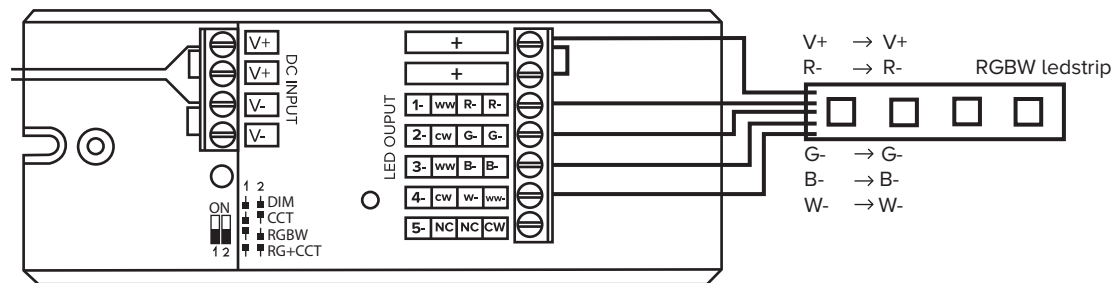 V+
V+
V-
V-
DC INPUT
ON
1 2
1 2
DIM
CCT
RGBW
RG+CCT
LED OUPUT
+
+
1- ww R- R-
2- cw G- G-
3- ww B- B-
4- cw w- ww-
5- NC NC CW
V+ → V+
R- → R-
RGBW ledstrip
G- → G-
B- → B-
W- → W-